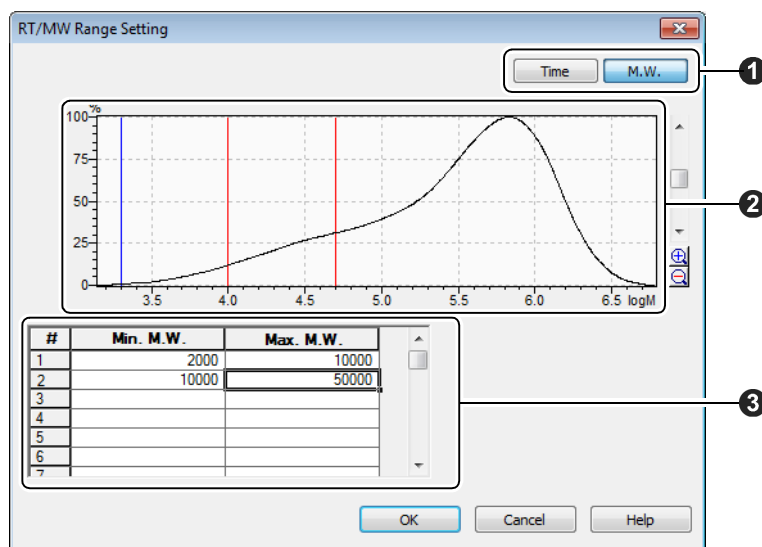 RT/MW Range Setting
Time M.W.
1
%
100
75
50
25
0
3.5 4.0 4.5 5.0 5.5 6.0 6.5 logM
2
# Min. M.W. Max. M.W.
1 2000 10000
2 10000 50000
3
4
5
6
7
3
OK Cancel Help